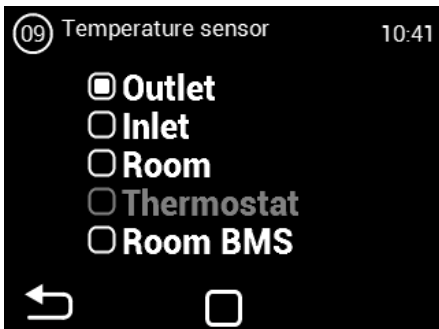 09 Temperature sensor 10:41
Outlet
Inlet
Room
Thermostat
Room BMS